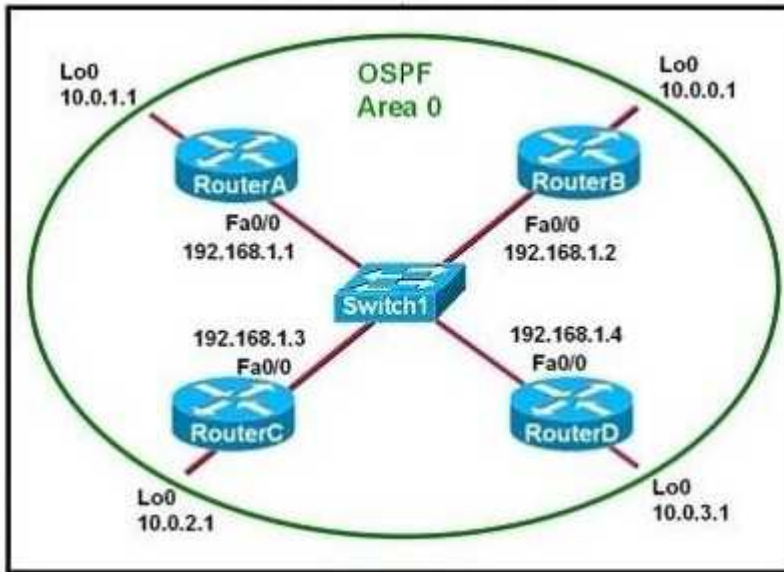 Lo0
10.0.1.1
OSPF
Area 0
Lo0
10.0.0.1
RouterA
RouterB
Fa0/0
192.168.1.1
Fa0/0
192.168.1.2
Switch1
192.168.1.3
Fa0/0
192.168.1.4
Fa0/0
RouterC
RouterD
Lo0
10.0.2.1
Lo0
10.0.3.1